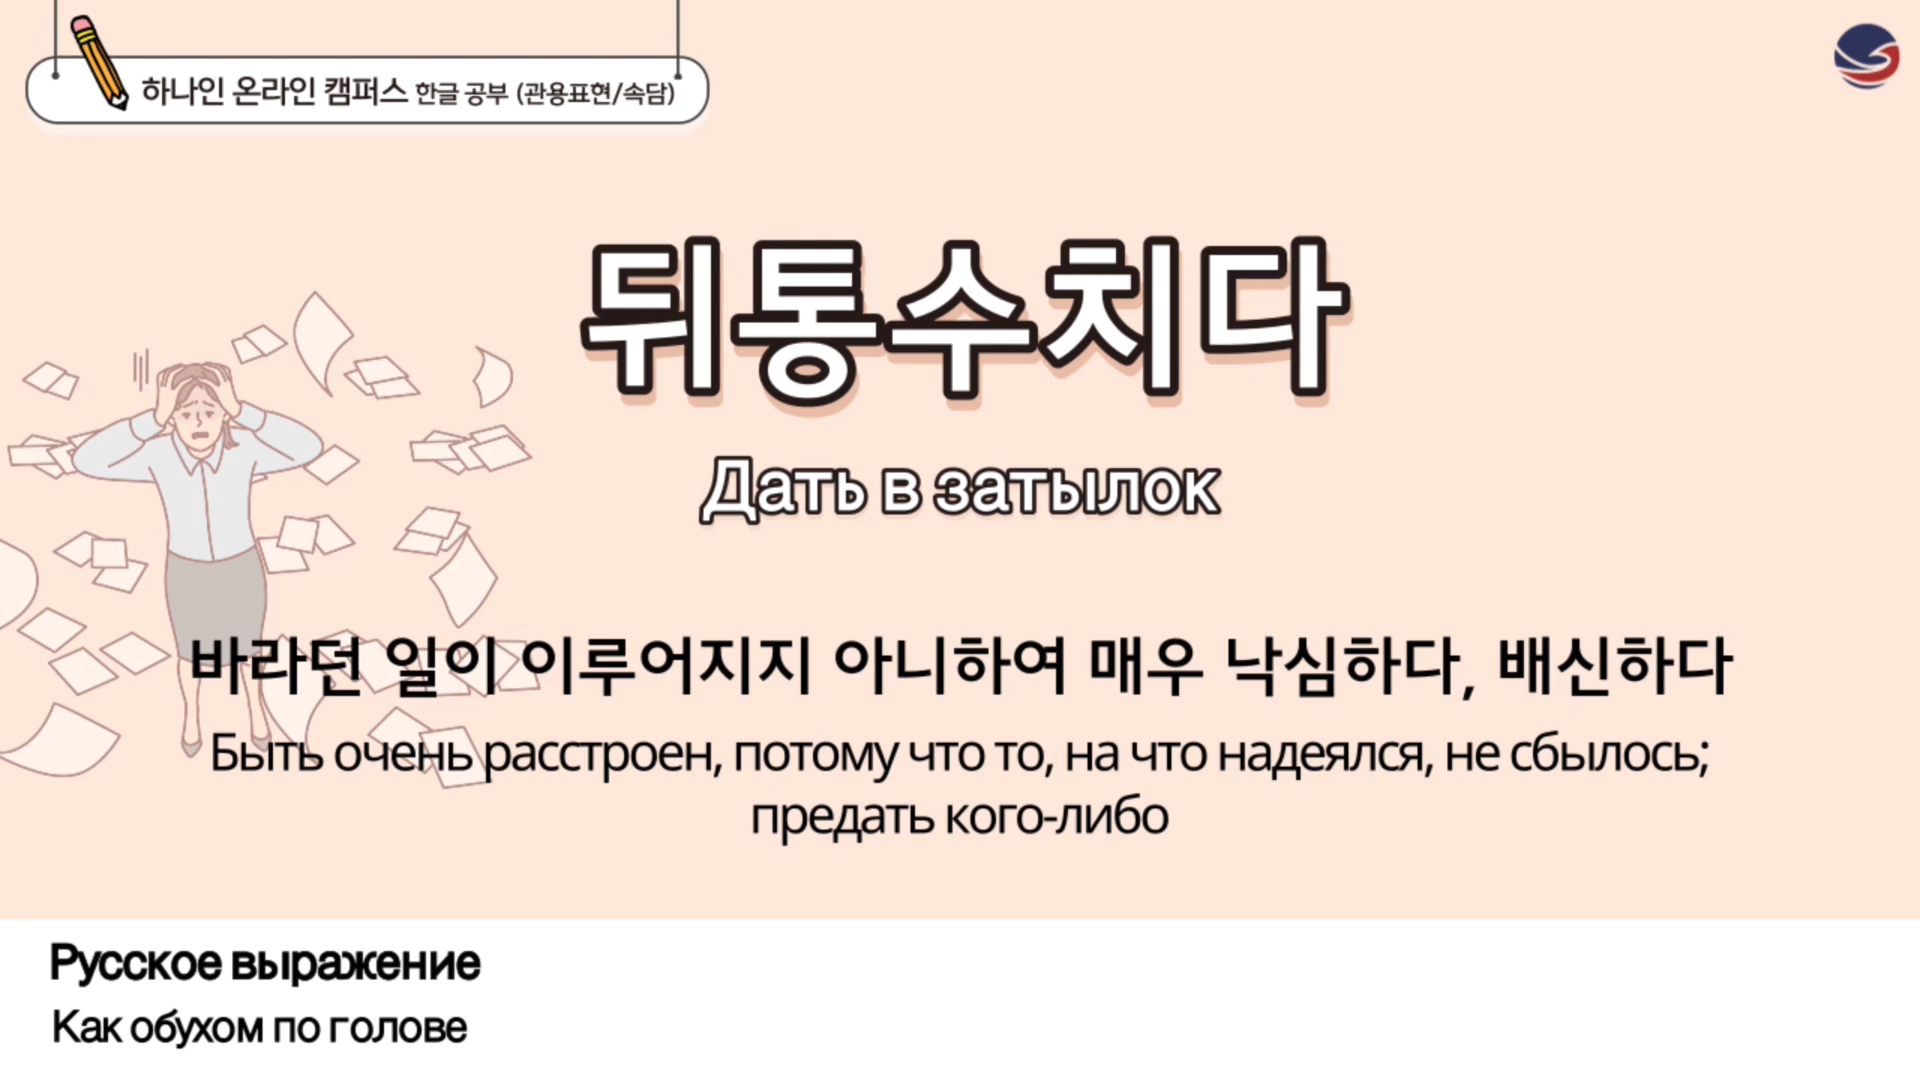 하나인 온라인 캠퍼스 한글 공부 (관용표현/속담)
뒤통수치다
Дать в затылок
바라던 일이 이루어지지 아니하여 매우 낙심하다, 배신하다
Быть очень расстроен, потому что то, на что надеялся, не сбылось;
предать кого-либо
Русское выражение
Как обухом по голове